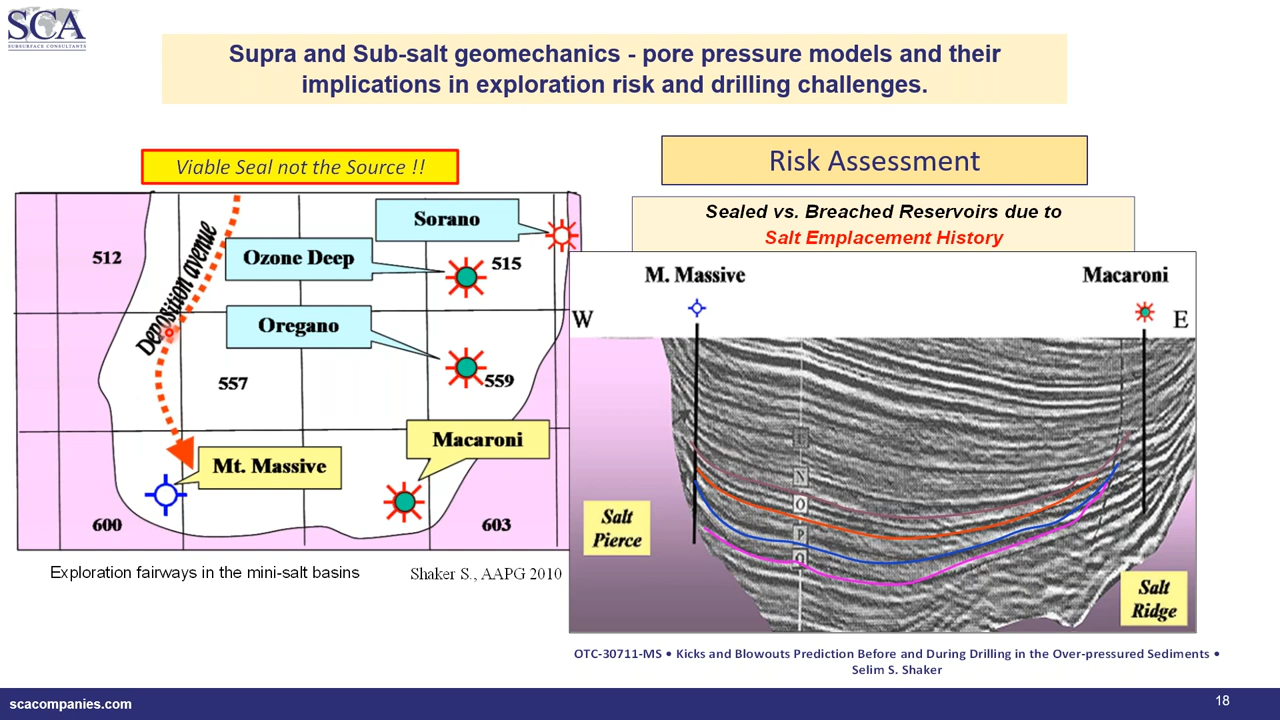 SCA
SUBSURFACE CONSULTANTS
Supra and Sub-salt geomechanics - pore pressure models and their
implications in exploration risk and drilling challenges.
Viable Seal not the Source !!
Risk Assessment
Sealed vs. Breached Reservoirs due to
Salt Emplacement History
Deposition avenue
Sorano
512
Ozone Deep
515
Oregano
557
559
Macaroni
Mt. Massive
600
603
M. Massive
Macaroni
W
E
L
N
O
P
Q
Salt
Pierce
Salt
Ridge
Exploration fairways in the mini-salt basins
Shaker S., AAPG 2010
OTC-30711-MS • Kicks and Blowouts Prediction Before and During Drilling in the Over-pressured Sediments •
Selim S. Shaker
scacompanies.com
18